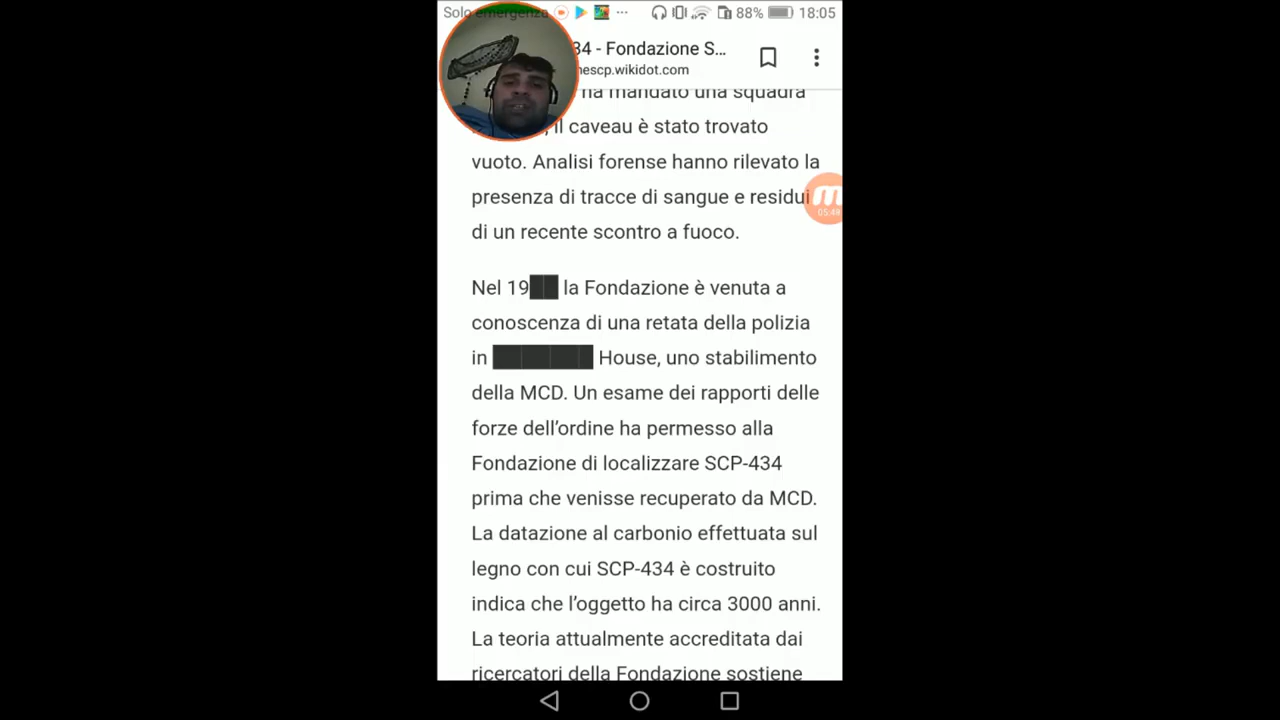 Solo emergenza ··· 88% 18:05
34 - Fondazione S...
nescp.wikidot.com
ha mandato una squadra
, il caveau è stato trovato
vuoto. Analisi forense hanno rilevato la
presenza di tracce di sangue e residui
05:48
di un recente scontro a fuoco.
Nel 19██ la Fondazione è venuta a
conoscenza di una retata della polizia
in ███████ House, uno stabilimento
della MCD. Un esame dei rapporti delle
forze dell’ordine ha permesso alla
Fondazione di localizzare SCP-434
prima che venisse recuperato da MCD.
La datazione al carbonio effettuata sul
legno con cui SCP-434 è costruito
indica che l’oggetto ha circa 3000 anni.
La teoria attualmente accreditata dai
ricercatori della Fondazione sostiene